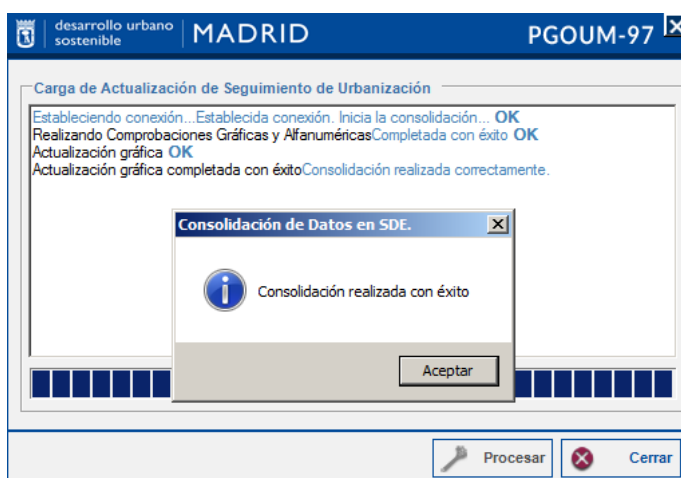 desarrollo urbano
sostenible
MADRID
PGOUM-97
Carga de Actualización de Seguimiento de Urbanización
Estableciendo conexión...Establecida conexión. Inicia la consolidación... OK
Realizando Comprobaciones Gráficas y AlfanuméricasCompletada con éxito OK
Actualización gráfica OK
Actualización gráfica completada con éxitoConsolidación realizada correctamente.
Consolidación de Datos en SDE.
Consolidación realizada con éxito
Aceptar
Procesar
Cerrar